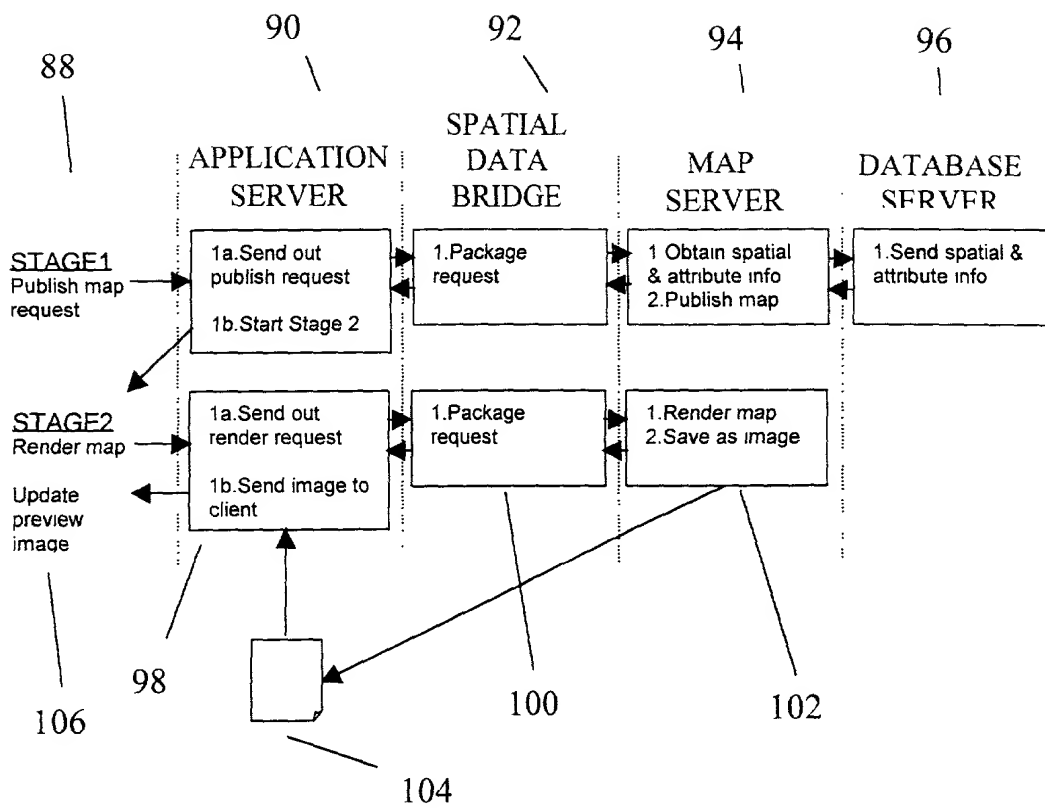 90
92
94
96
88
SPATIAL
DATA
BRIDGE
APPLICATION
SERVER
MAP
SERVER
DATABASE
SERVER
STAGE1
Publish map
request
1a.Send out
publish request
1b.Start Stage 2
1.Package
request
1 Obtain spatial
& attribute info
2.Publish map
1.Send spatial &
attribute info
STAGE2
Render map
Update
preview
image
1a.Send out
render request
1b.Send image to
client
1.Package
request
1.Render map
2.Save as image
98
100
102
106
104